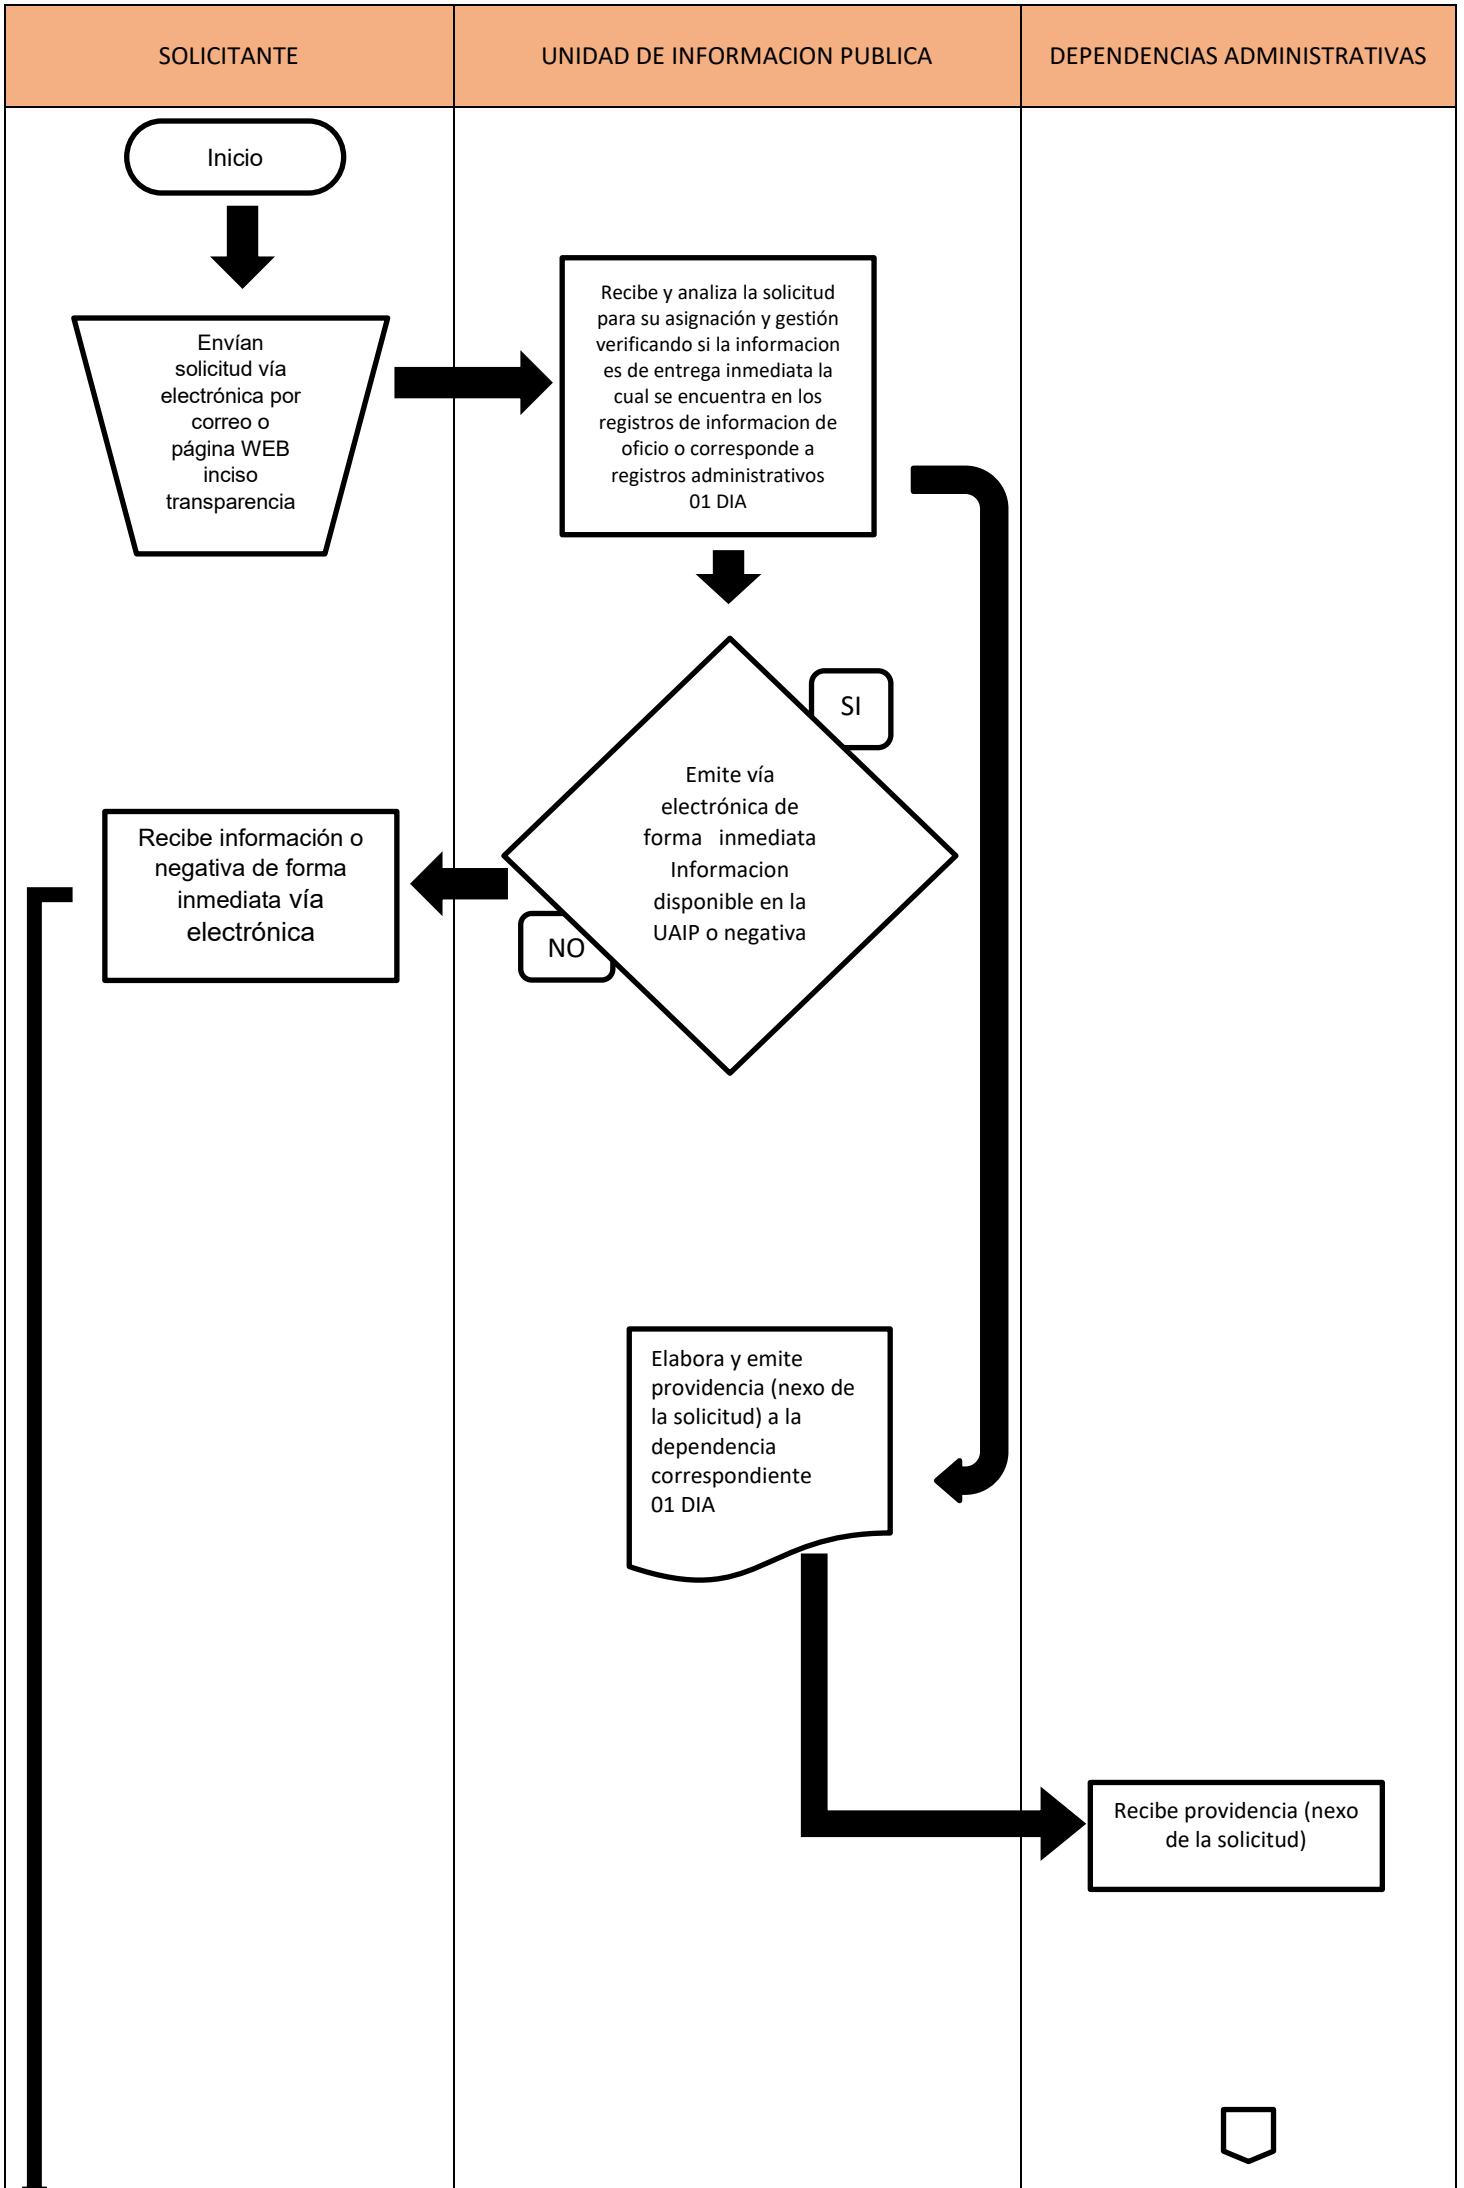 SOLICITANTE
UNIDAD DE INFORMACION PUBLICA
DEPENDENCIAS ADMINISTRATIVAS
Inicio
Envían
solicitud vía
electrónica por
correo o
página WEB
inciso
transparencia
Recibe y analiza la solicitud
para su asignación y gestión
verificando si la informacion
es de entrega inmediata la
cual se encuentra en los
registros de informacion de
oficio o corresponde a
registros administrativos
01 DIA
SI
Emite vía
electrónica de
forma inmediata
Informacion
disponible en la
UAIP o negativa
NO
Recibe información o
negativa de forma
inmediata vía
electrónica
Elabora y emite
providencia (nexo de
la solicitud) a la
dependencia
correspondiente
01 DIA
Recibe providencia (nexo
de la solicitud)